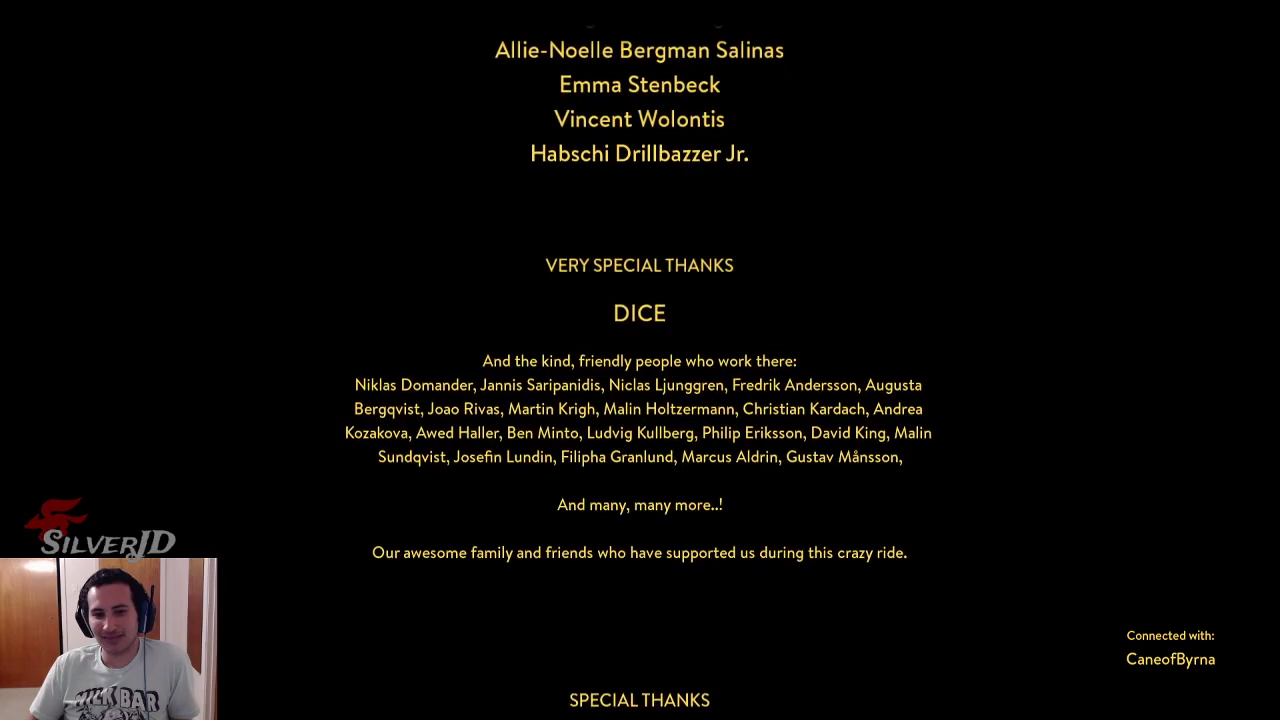 Allie-Noelle Bergman Salinas
Emma Stenbeck
Vincent Wolontis
Habschi Drillbazzer Jr.
VERY SPECIAL THANKS
DICE
And the kind, friendly people who work there:
Niklas Domander, Jannis Saripanidis, Niclas Ljunggren, Fredrik Andersson, Augusta
Bergqvist, Joao Rivas, Martin Krigh, Malin Holtzermann, Christian Kardach, Andrea
Kozakova, Awed Haller, Ben Minto, Ludvig Kullberg, Philip Eriksson, David King, Malin
Sundqvist, Josefin Lundin, Filipha Granlund, Marcus Aldrin, Gustav Månsson,
And many, many more..!
Our awesome family and friends who have supported us during this crazy ride.
SILVERJD
Connected with:
CaneofByrna
MILK BAR
SPECIAL THANKS